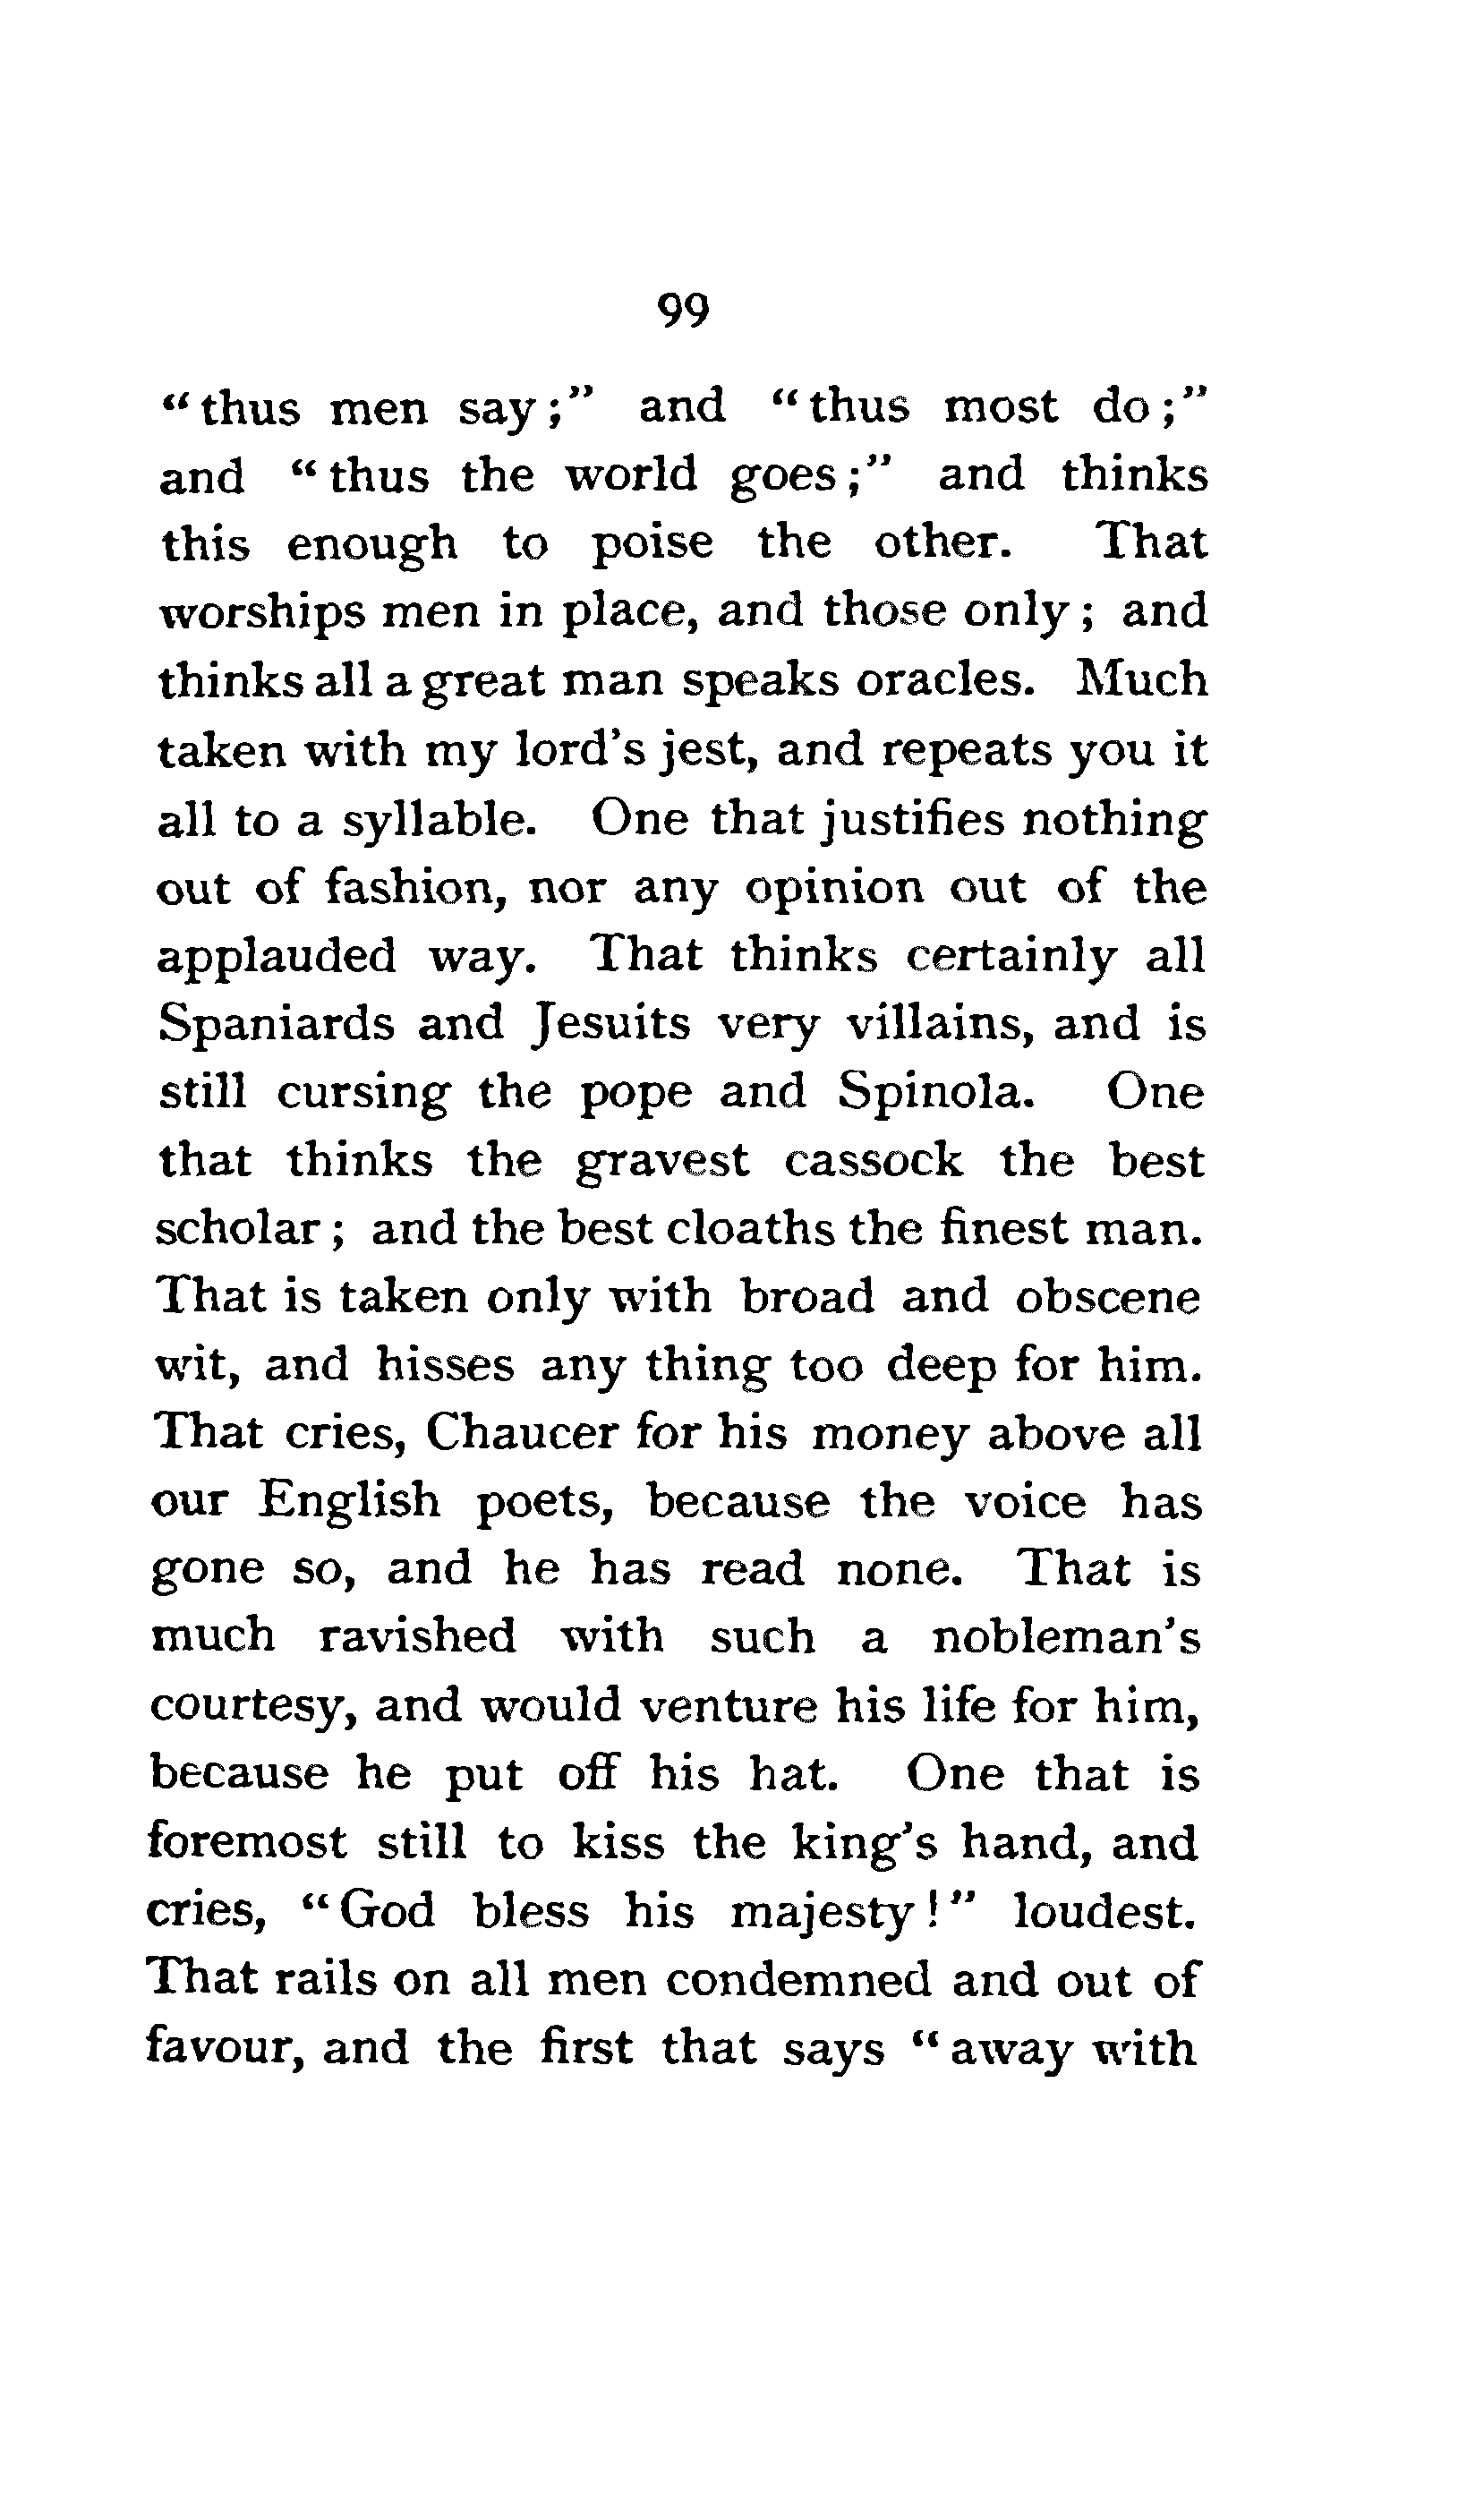 99
“thus men say;” and “thus most do;”
and “thus the world goes;” and thinks
this enough to poise the other. That
worships men in place, and those only; and
thinks all a great man speaks oracles. Much
taken with my lord’s jest, and repeats you it
all to a syllable. One that justifies nothing
out of fashion, nor any opinion out of the
applauded way. That thinks certainly all
Spaniards and Jesuits very villains, and is
still cursing the pope and Spinola. One
that thinks the gravest cassock the best
scholar; and the best cloaths the finest man.
That is taken only with broad and obscene
wit, and hisses any thing too deep for him.
That cries, Chaucer for his money above all
our English poets, because the voice has
gone so, and he has read none. That is
much ravished with such a nobleman’s
courtesy, and would venture his life for him,
because he put off his hat. One that is
foremost still to kiss the king’s hand, and
cries, “God bless his majesty!” loudest.
That rails on all men condemned and out of
favour, and the first that says “away with